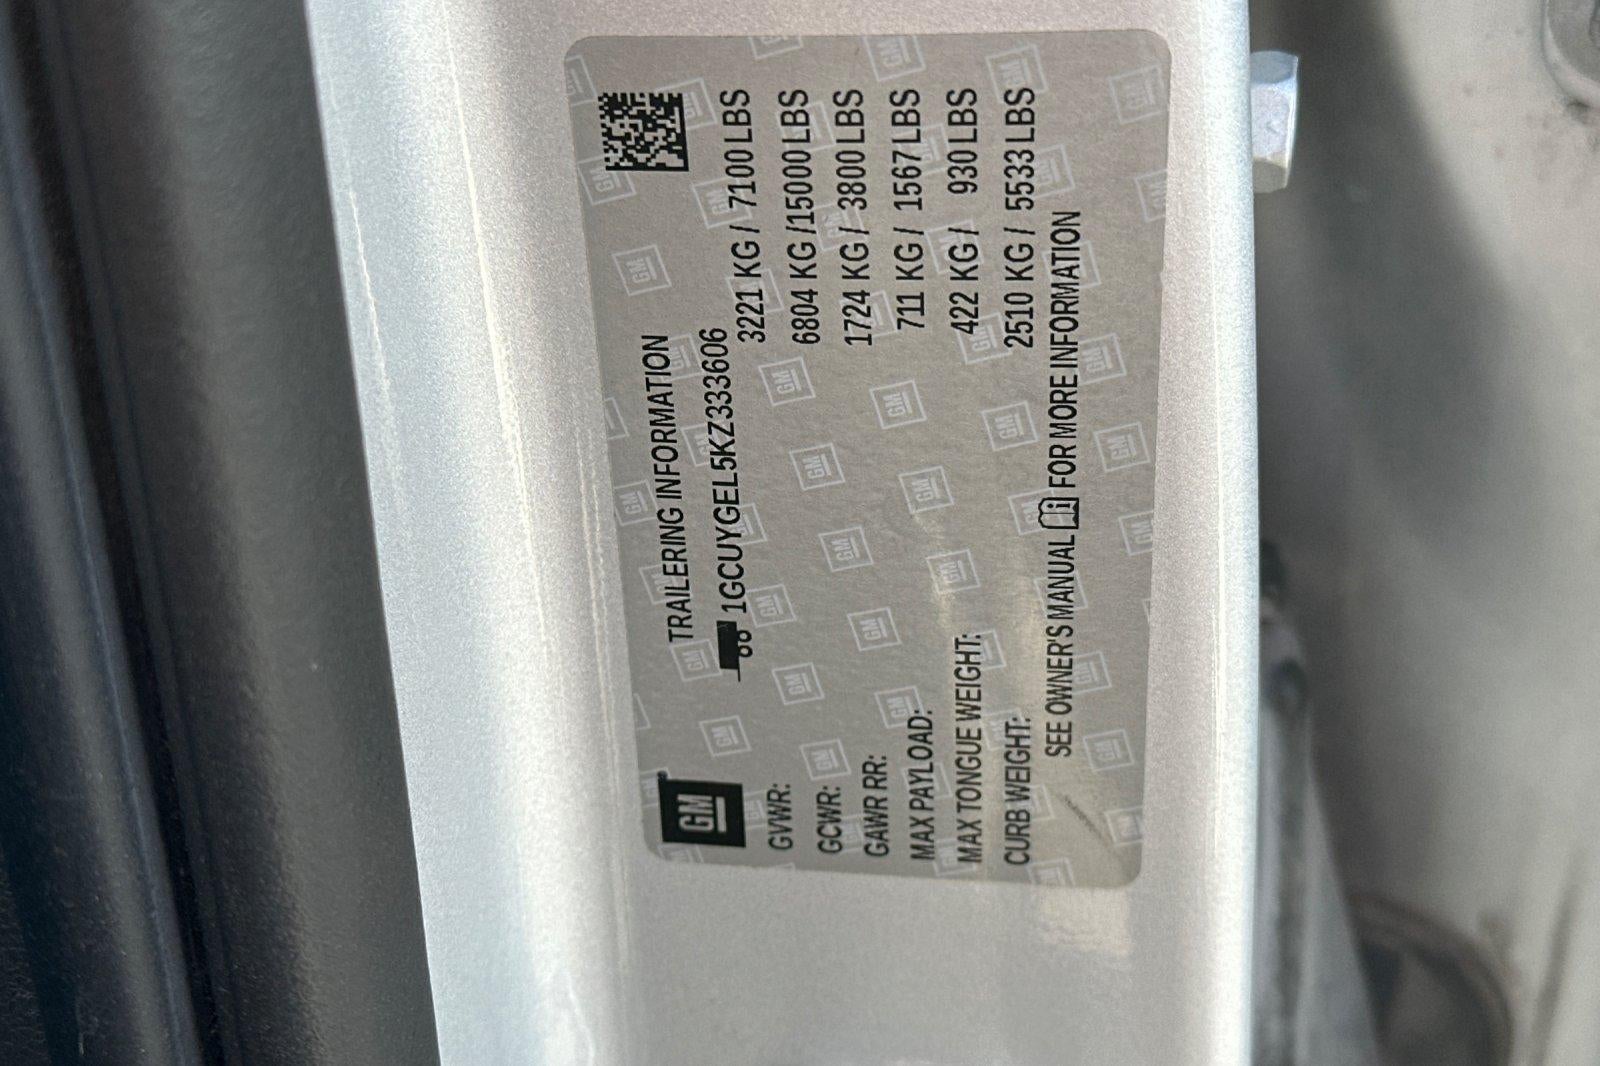 GM
TRAILERING INFORMATION
1GCUYGEL5KZ333606
GVWR: 3221 KG / 7100 LBS
GCWR: 6804 KG / 15000 LBS
GAWR RR: 1724 KG / 3800 LBS
MAX PAYLOAD: 711 KG / 1567 LBS
MAX TONGUE WEIGHT: 422 KG / 930 LBS
CURB WEIGHT: 2510 KG / 5533 LBS
SEE OWNER'S MANUAL FOR MORE INFORMATION